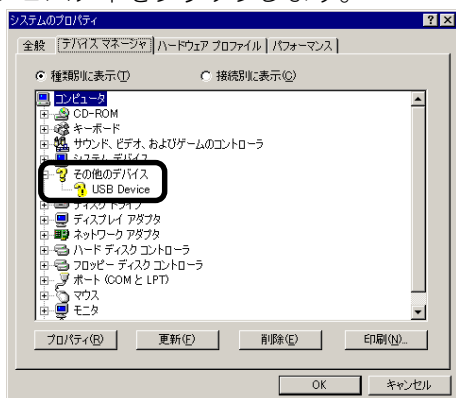 システムのプロパティ
全般 デバイス マネージャ ハードウェア プロファイル パフォーマンス
種類別に表示(T) 接続別に表示(C)
コンピュータ
CD-ROM
キーボード
サウンド、ビデオ、およびゲームのコントローラ
システム デバイス
その他のデバイス
USB Device
ディスク ドライブ
ディスプレイ アダプタ
ネットワーク アダプタ
ハード ディスク コントローラ
フロッピー ディスク コントローラ
ポート (COM と LPT)
マウス
モニタ
プロパティ(R) 更新(F) 削除(E) 印刷(N)...
OK キャンセル